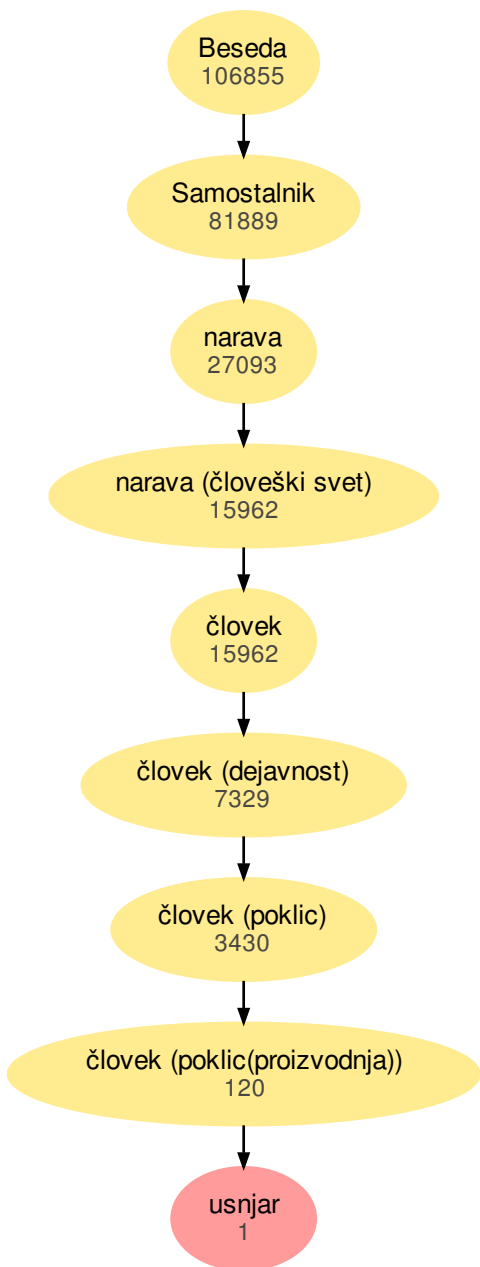 Beseda
106855
Samostalnik
81889
narava
27093
narava (človeški svet)
15962
človek
15962
človek (dejavnost)
7329
človek (poklic)
3430
človek (poklic(proizvodnja))
120
usnjar
1